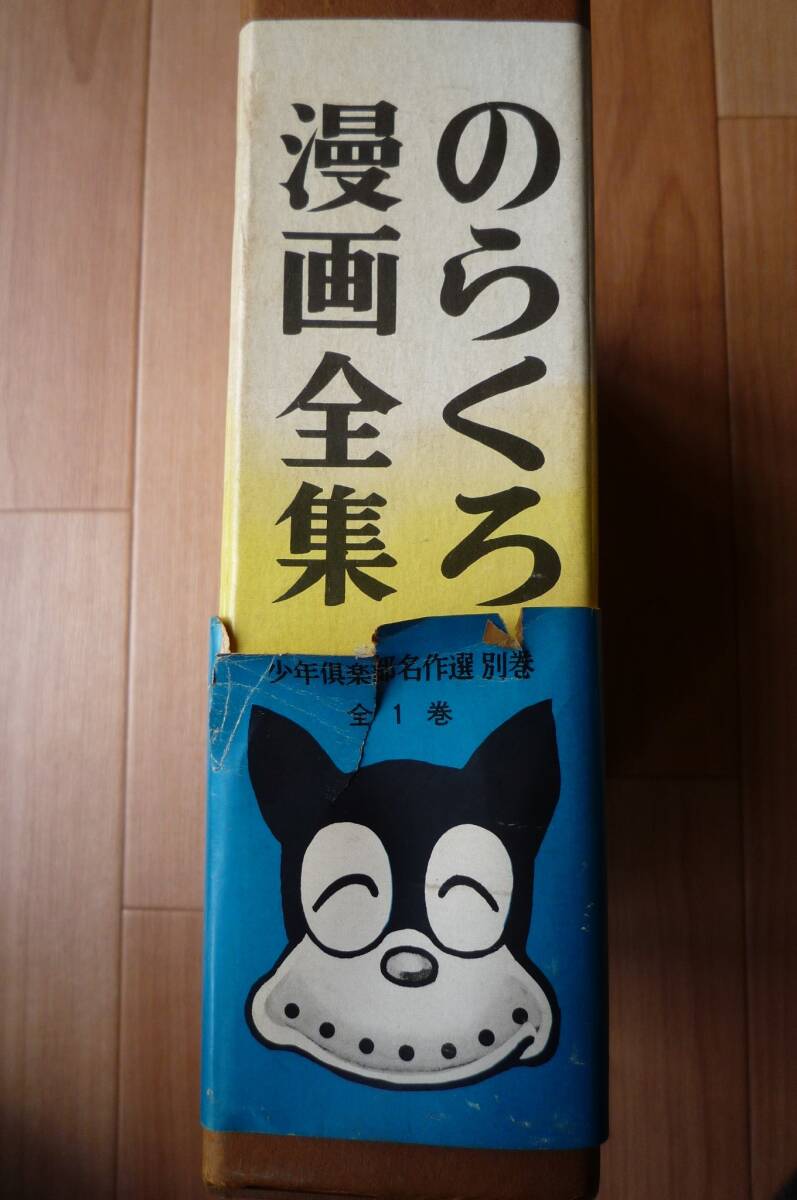 のらくろ
漫画全集
少年倶楽部名作選 別巻
全1巻